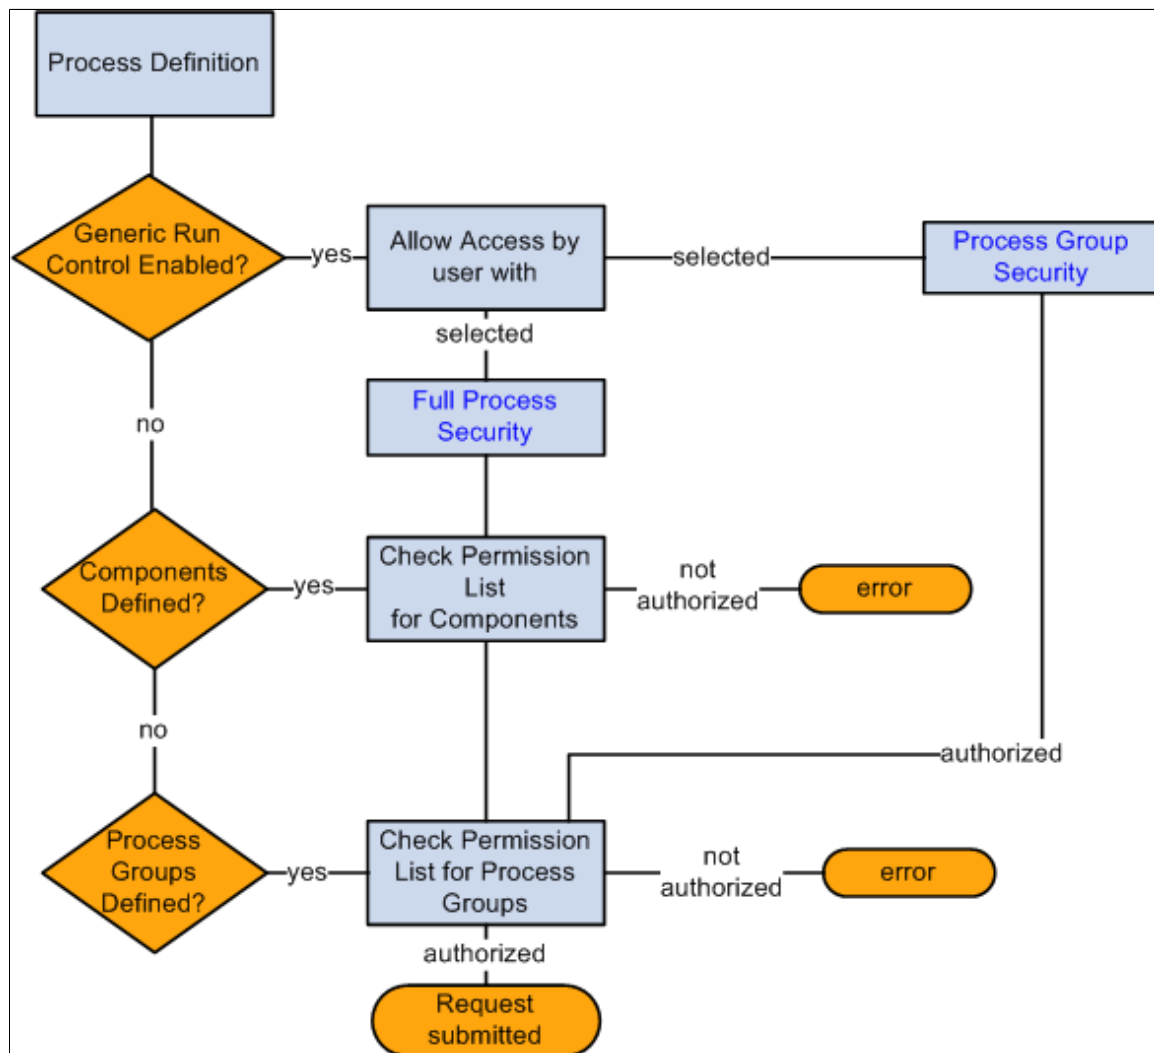 Process Definition
Generic Run
Control Enabled?
yes
Allow Access by
user with
selected
Process Group
Security
selected
Full Process
Security
no
Components
Defined?
yes
Check Permission
List
for Components
not
authorized
error
no
authorized
Process
Groups
Defined?
yes
Check Permission
List for Process
Groups
not
authorized
error
authorized
Request
submitted